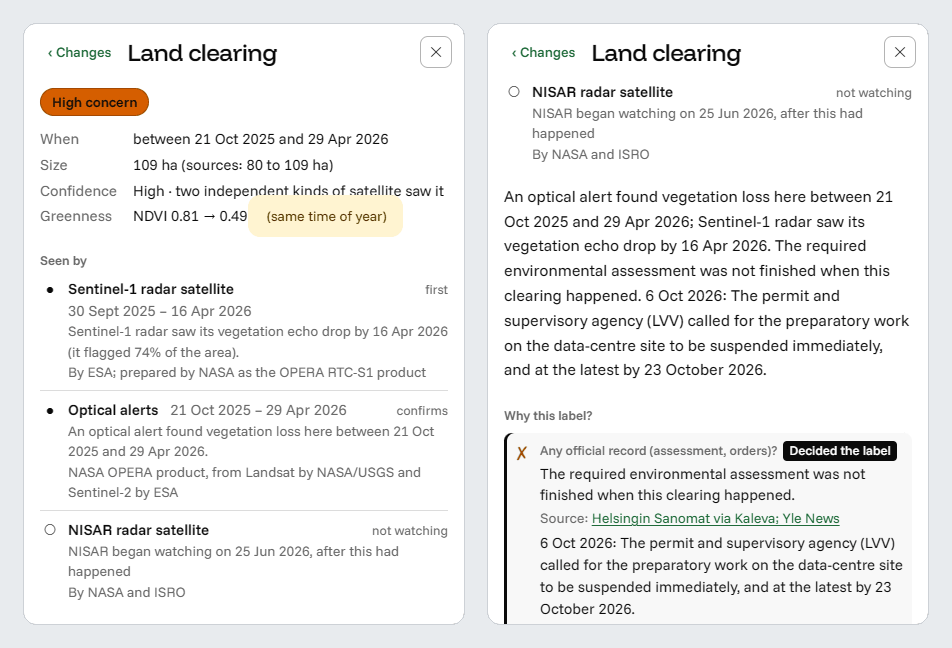 ‹ Changes Land clearing
High concern
When between 21 Oct 2025 and 29 Apr 2026
Size 109 ha (sources: 80 to 109 ha)
Confidence High · two independent kinds of satellite saw it
Greenness NDVI 0.81 → 0.49 (same time of year)
Seen by
Sentinel-1 radar satellite first
30 Sept 2025 – 16 Apr 2026
Sentinel-1 radar saw its vegetation echo drop by 16 Apr 2026
(it flagged 74% of the area).
By ESA; prepared by NASA as the OPERA RTC-S1 product
Optical alerts 21 Oct 2025 – 29 Apr 2026 confirms
An optical alert found vegetation loss here between 21 Oct
2025 and 29 Apr 2026.
NASA OPERA product, from Landsat by NASA/USGS and
Sentinel-2 by ESA
NISAR radar satellite not watching
NISAR began watching on 25 Jun 2026, after this had
happened
By NASA and ISRO
‹ Changes Land clearing
NISAR radar satellite not watching
NISAR began watching on 25 Jun 2026, after this had
happened
By NASA and ISRO
An optical alert found vegetation loss here between 21
Oct 2025 and 29 Apr 2026; Sentinel-1 radar saw its
vegetation echo drop by 16 Apr 2026. The required
environmental assessment was not finished when this
clearing happened. 6 Oct 2026: The permit and
supervisory agency (LVV) called for the preparatory work
on the data-centre site to be suspended immediately,
and at the latest by 23 October 2026.
Why this label?
Any official record (assessment, orders)? Decided the label
The required environmental assessment was not
finished when this clearing happened.
Source: Helsingin Sanomat via Kaleva; Yle News
6 Oct 2026: The permit and supervisory agency (LVV)
called for the preparatory work on the data-centre site
to be suspended immediately, and at the latest by 23
October 2026.